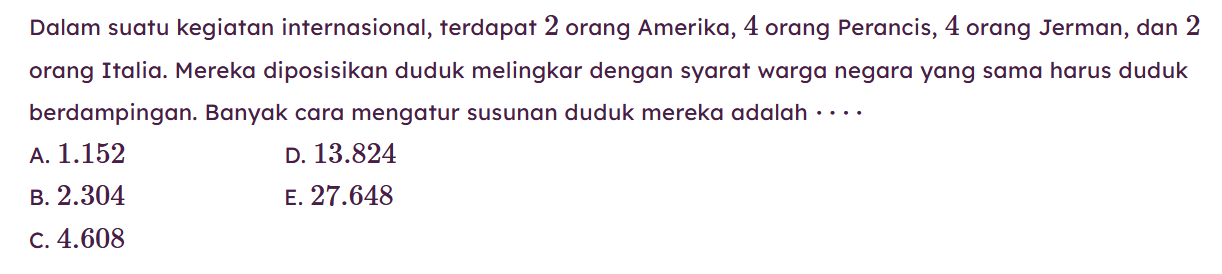 Dalam suatu kegiatan internasional, terdapat 2 orang Amerika, 4 orang Perancis, 4 orang Jerman, dan 2
orang Italia. Mereka diposisikan duduk melingkar dengan syarat warga negara yang sama harus duduk
berdampingan. Banyak cara mengatur susunan duduk mereka adalah ····
A. 1.152 D. 13.824
B. 2.304 E. 27.648
C. 4.608